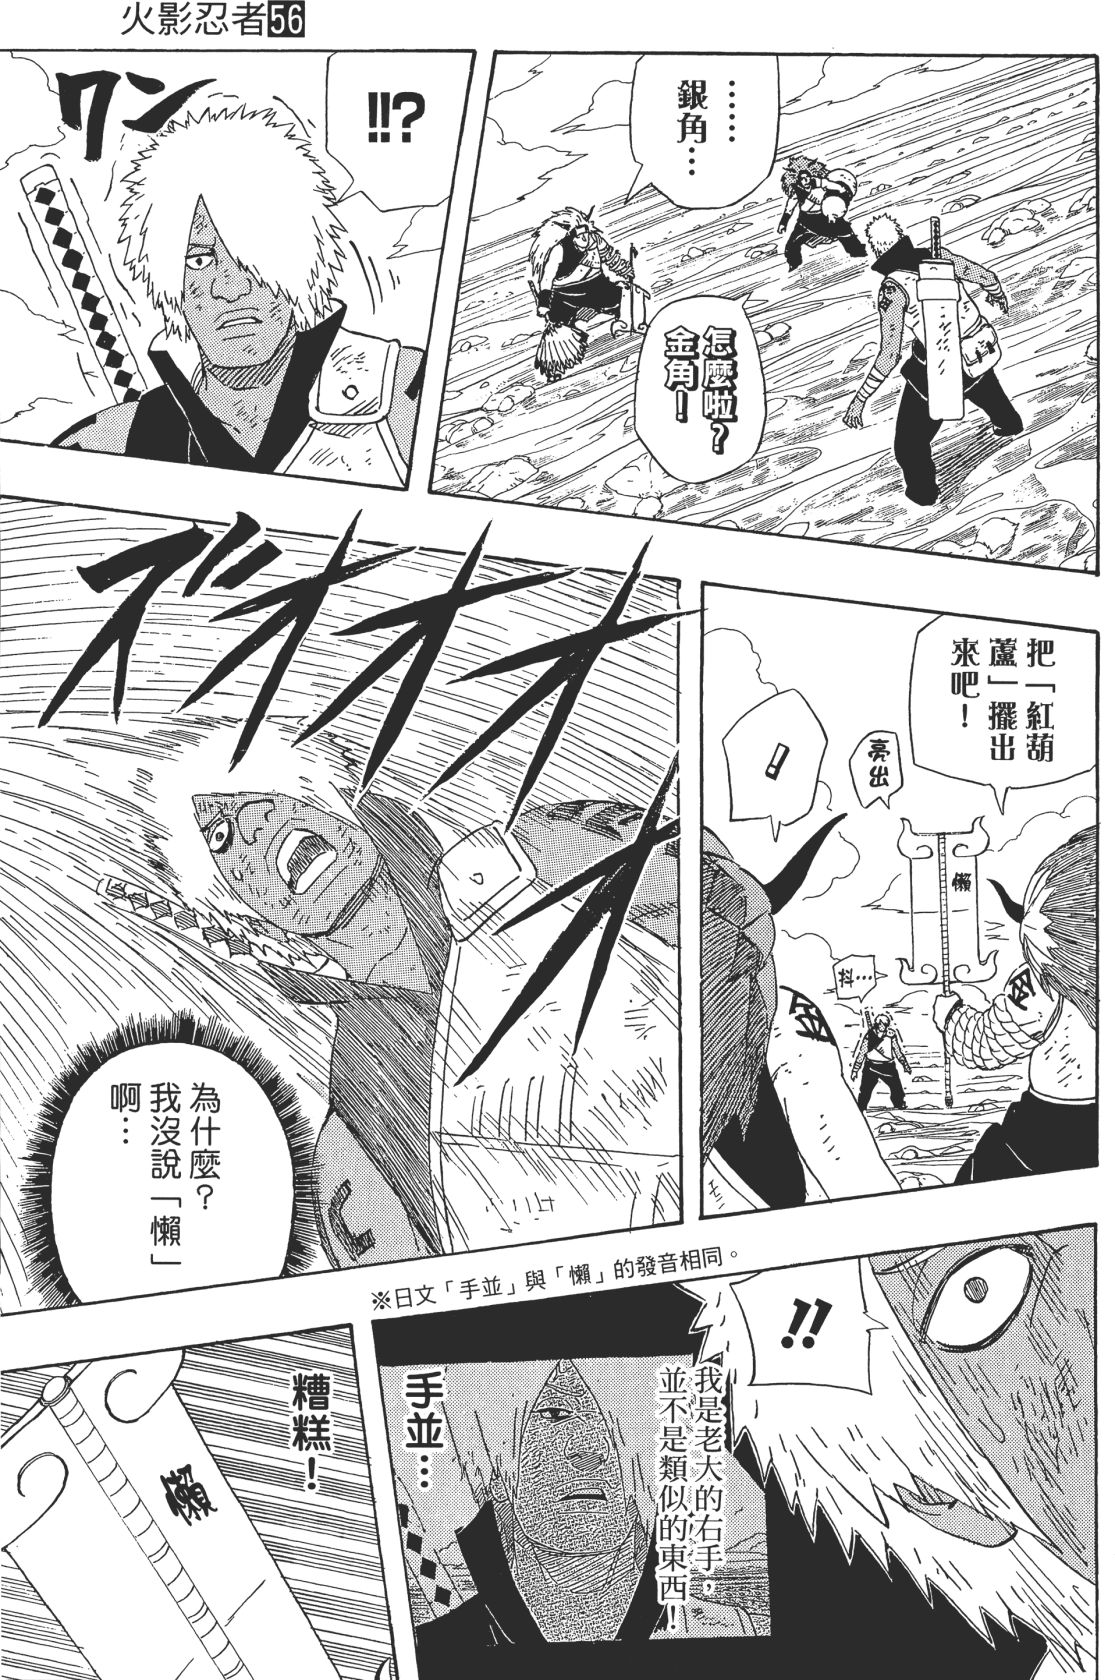 火影忍者56
……
銀角…
怎麼啦?
金角!
!!?
ワン
把「紅葫
蘆」擺出
來吧!
亮出
!
懶
抖…
ズオオオオ
為什麼?
我沒說「懶」
啊…
※日文「手並」與「懶」的發音相同。
!!
我是老大的右手,
並不是類似的東西!
手並…
糟糕!
懶